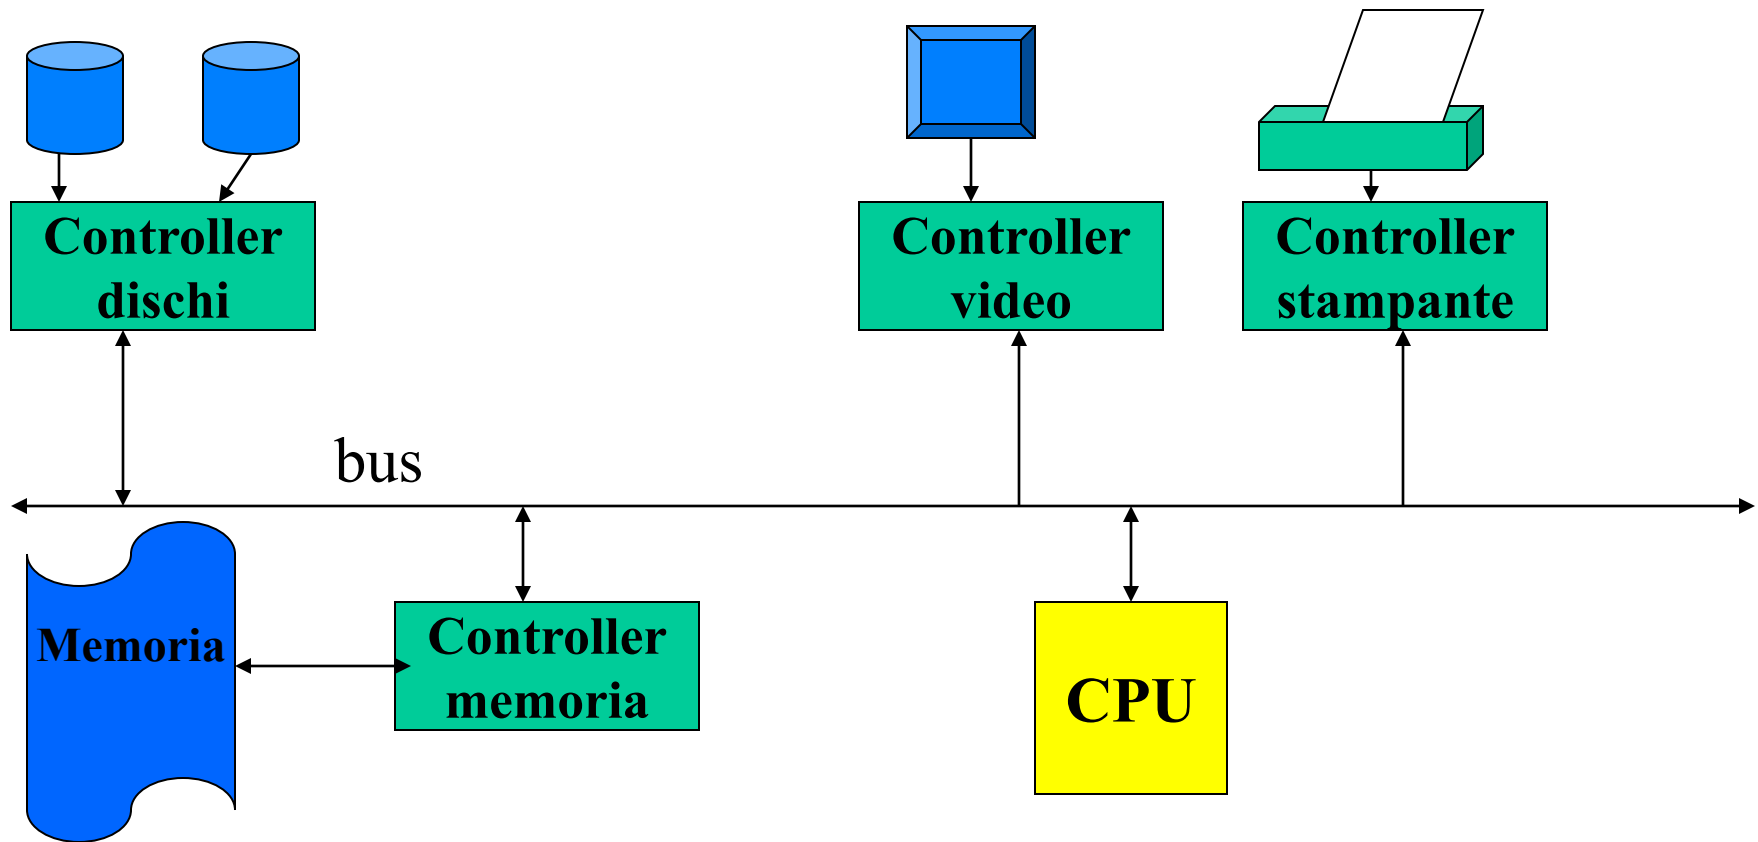 Controller
dischi
Controller
video
Controller
stampante
bus
Memoria
Controller
memoria
CPU